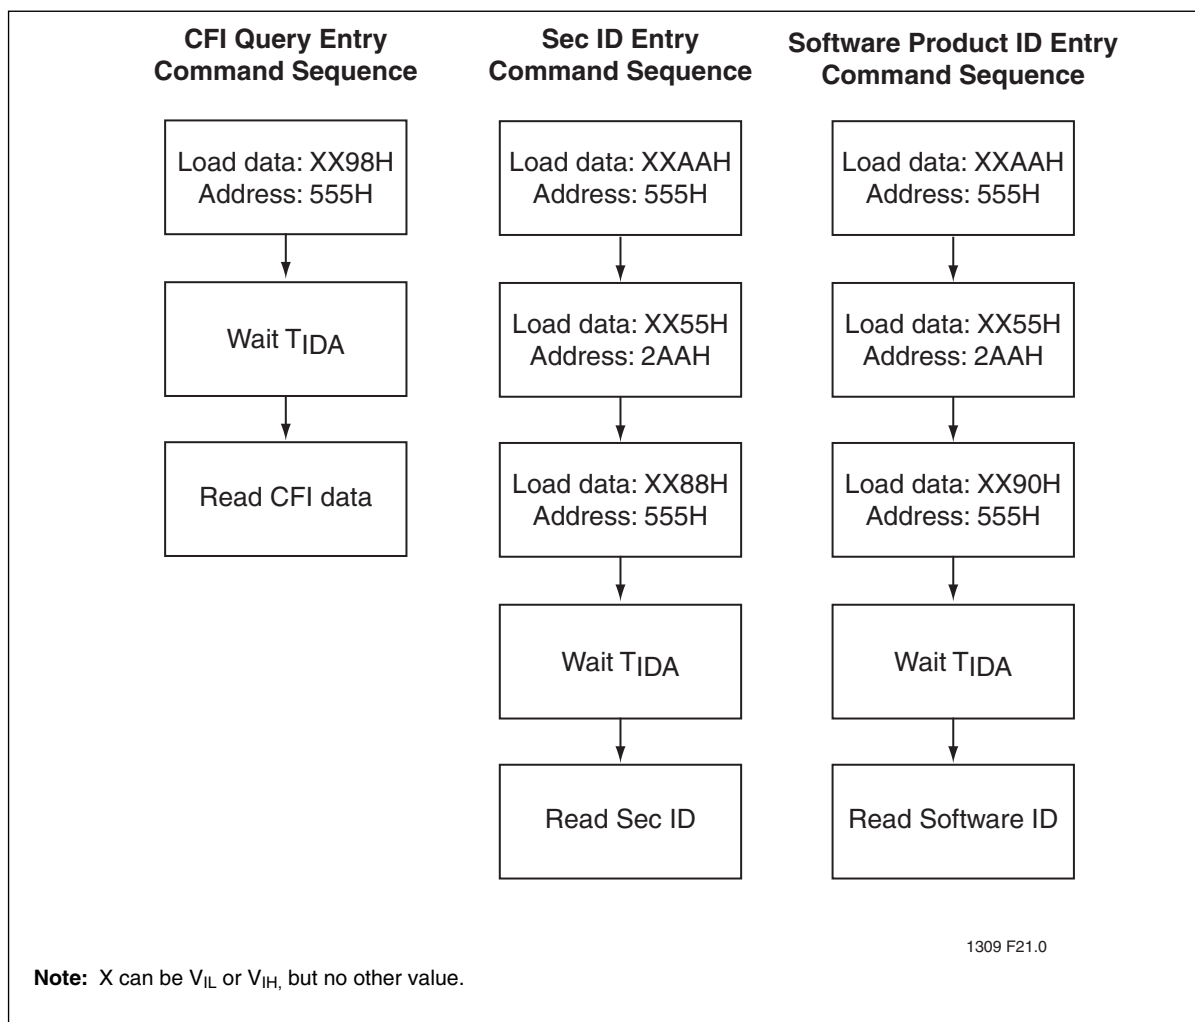 CFI Query Entry
Command Sequence
Load data: XX98H
Address: 555H
Wait TIDA
Read CFI data
Sec ID Entry
Command Sequence
Load data: XXAAH
Address: 555H
Load data: XX55H
Address: 2AAH
Load data: XX88H
Address: 555H
Wait TIDA
Read Sec ID
Software Product ID Entry
Command Sequence
Load data: XXAAH
Address: 555H
Load data: XX55H
Address: 2AAH
Load data: XX90H
Address: 555H
Wait TIDA
Read Software ID
1309 F21.0
Note: X can be VIL or VIH, but no other value.